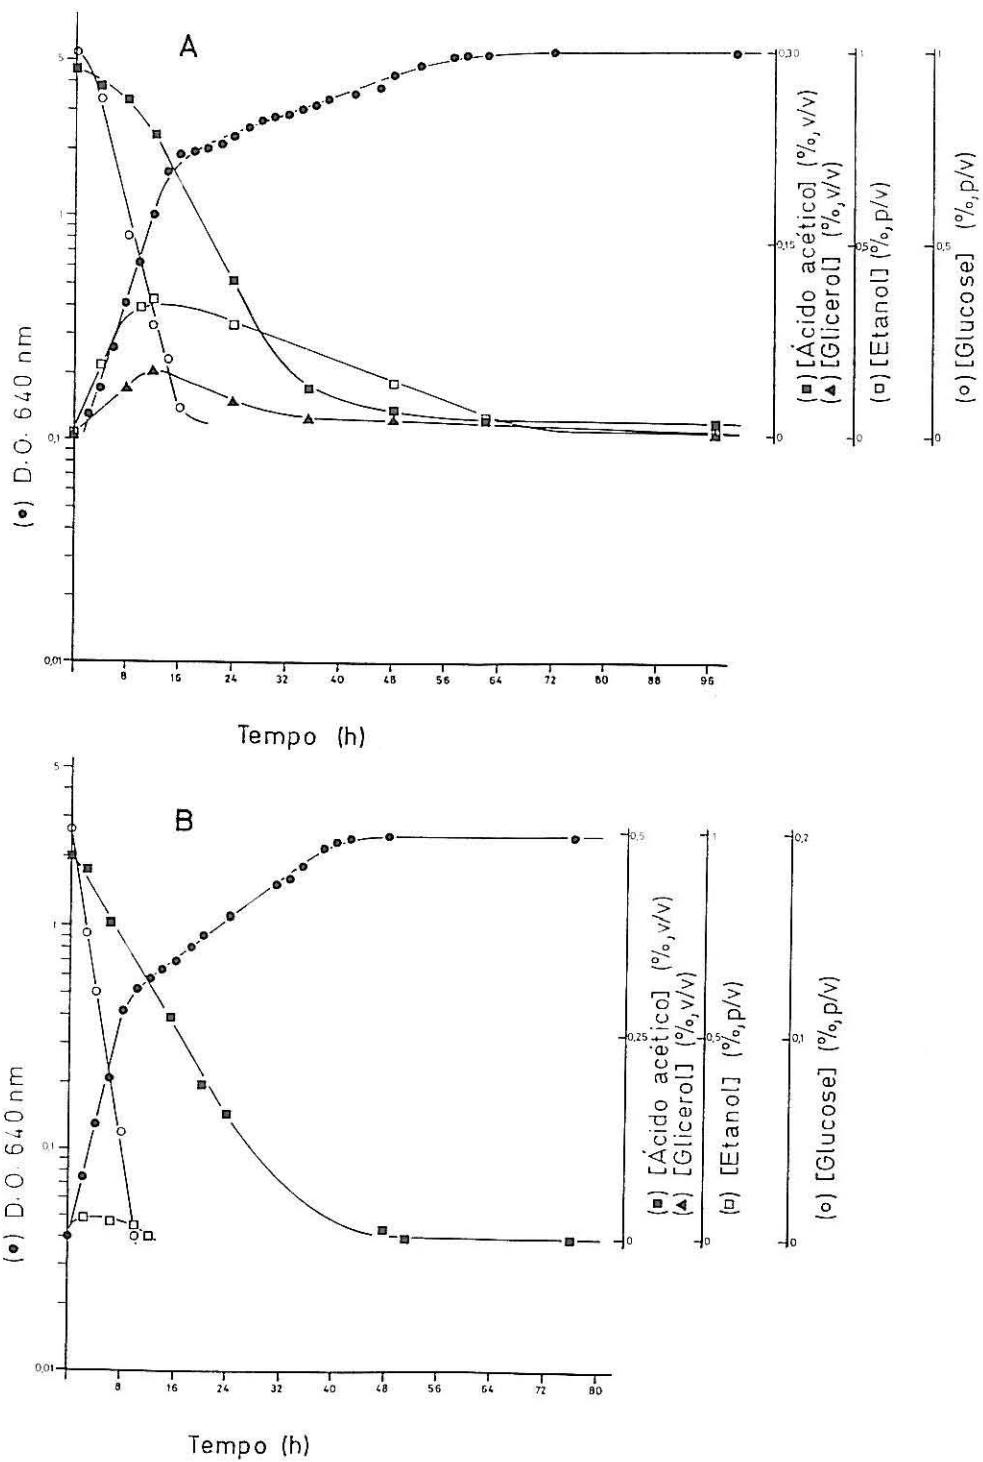 A
5
1
0,1
0,01
(●) D.O. 640 nm
8 16 24 32 40 48 56 64 72 80 88 96
Tempo (h)
0,30
0,15
0
(■) [Ácido acético] (%,v/v)
(▲) [Glicerol] (%,v/v)
1
0,5
0
(□) [Etanol] (%,p/v)
1
0,5
0
(○) [Glucose] (%,p/v)
B
5
1
0,1
0,01
(●) D.O. 640 nm
8 16 24 32 40 48 56 64 72 80
Tempo (h)
0,5
0,25
0
(■) [Ácido acético] (%,v/v)
(▲) [Glicerol] (%,v/v)
1
0,5
0
(□) [Etanol] (%,p/v)
0,2
0,1
0
(○) [Glucose] (%,p/v)